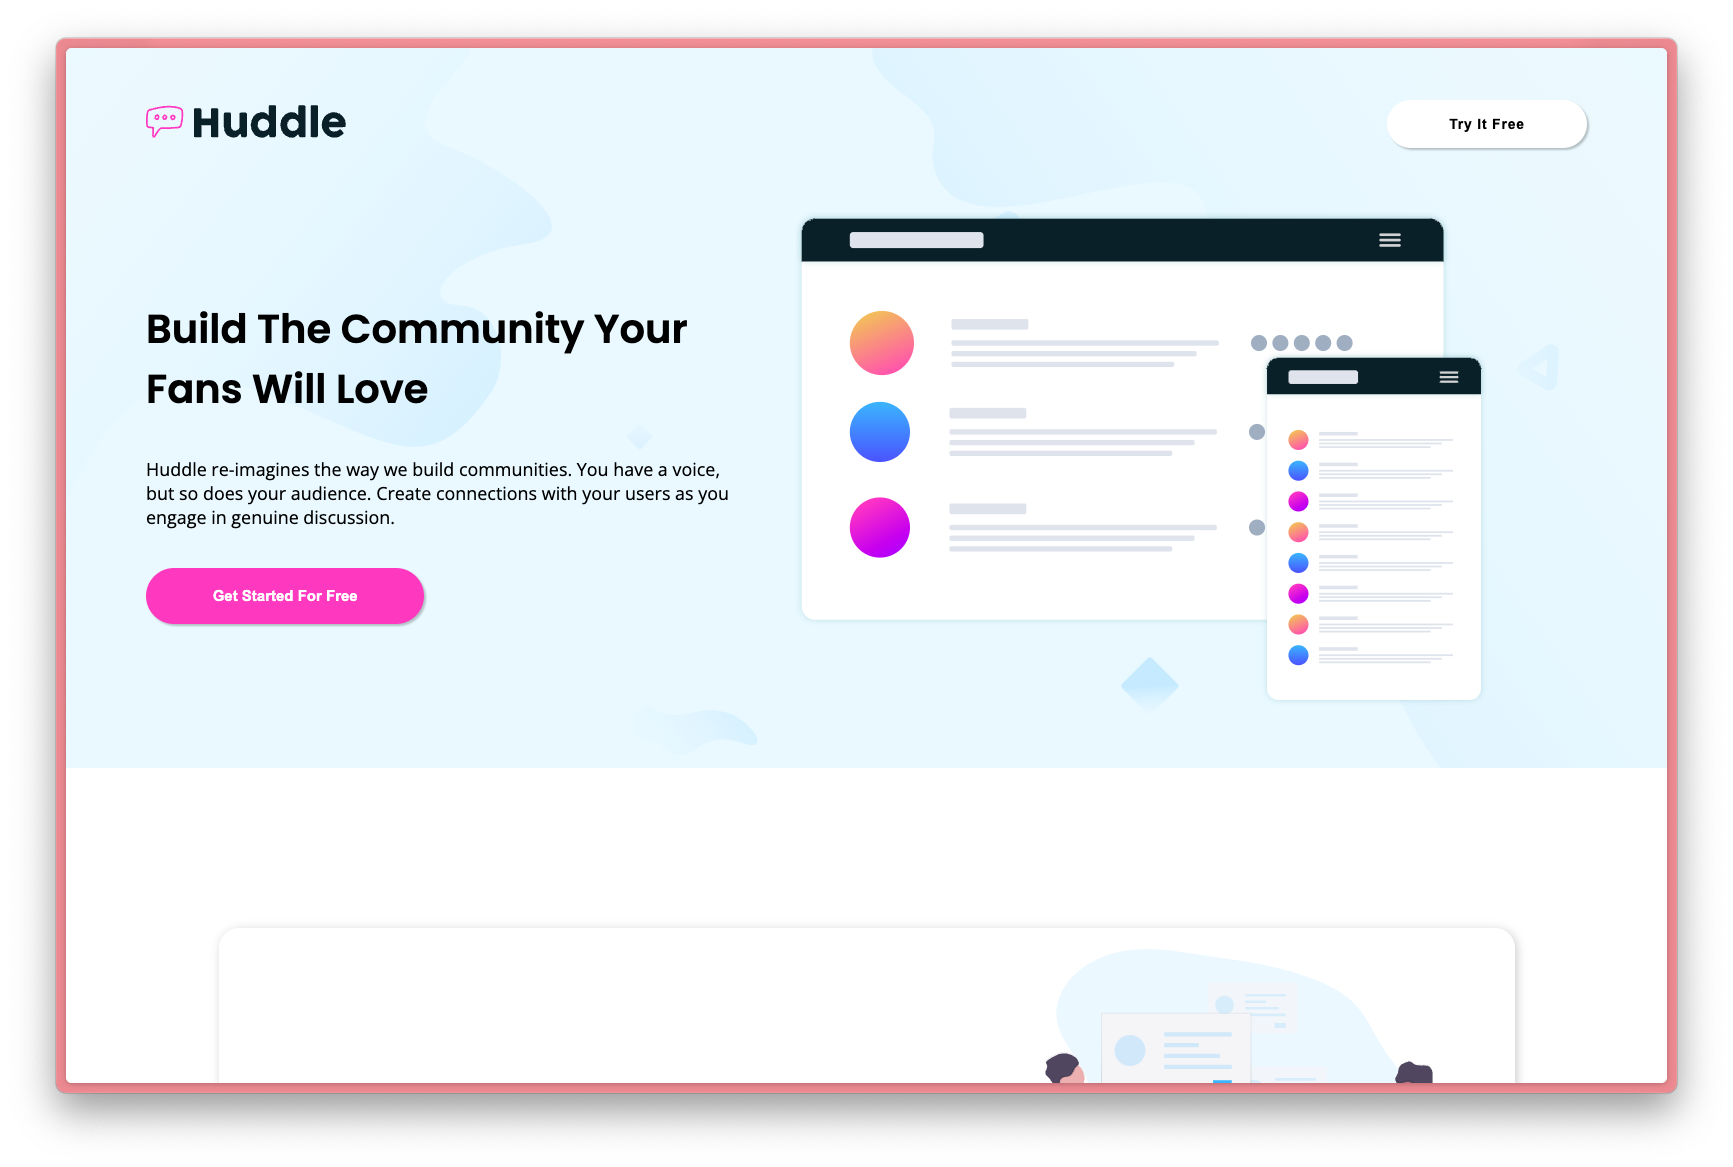 Huddle
Try It Free
Build The Community Your
Fans Will Love
Huddle re-imagines the way we build communities. You have a voice,
but so does your audience. Create connections with your users as you
engage in genuine discussion.
Get Started For Free